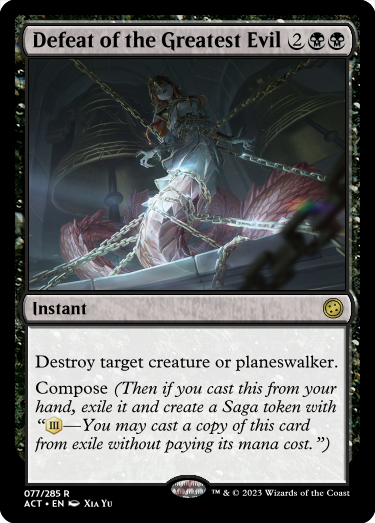 Defeat of the Greatest Evil 2
Instant
Destroy target creature or planeswalker.
Compose (Then if you cast this from your
hand, exile it and create a Saga token with
“III—You may cast a copy of this card
from exile without paying its mana cost.”)
077/285 R
ACT • EN XIA YU
™ & © 2023 Wizards of the Coast